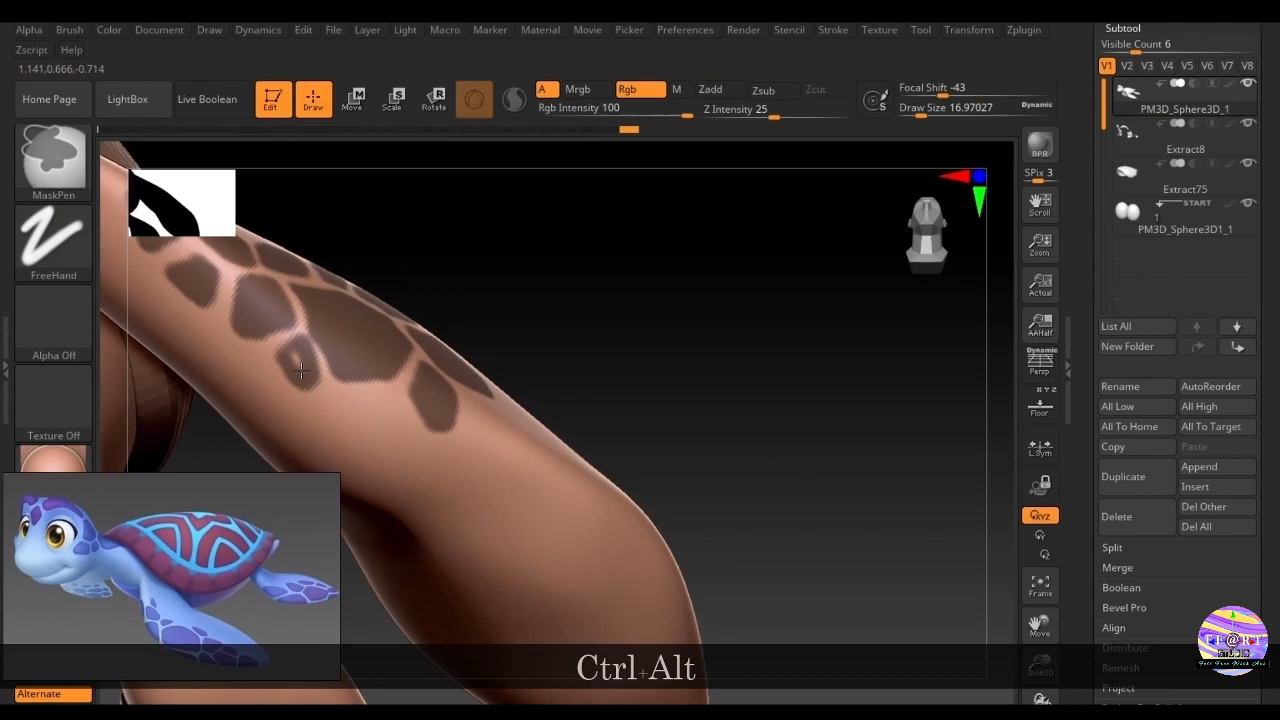 Alpha Brush Color Document Draw Dynamics Edit File Layer Light Macro Marker Material Movie Picker Preferences Render Stencil Stroke Texture Tool Transform Zplugin
Zscript Help
1.141,0.666,-0.714
Home Page LightBox Live Boolean Edit Draw Move Scale Rotate
A Mrgb Rgb M Zadd Zsub Zcut
Rgb Intensity 100 Z Intensity 25
Focal Shift -43
Draw Size 16.97027 Dynamic
S
MaskPen
FreeHand
Alpha Off
Texture Off
Alternate
Ctrl+Alt
BPR
SPix 3
Scroll
Zoom
Actual
AAHalf
Dynamic
Persp
X Y Z
Floor
L.Sym
XYZ
Y
Z
Frame
Move
Zoom3D
Subtool
Visible Count 6
V1 V2 V3 V4 V5 V6 V7 V8
PM3D_Sphere3D_1
Extract8
Extract75
START
1
PM3D_Sphere3D1_1
List All
New Folder
Rename AutoReorder
All Low All High
All To Home All To Target
Copy Paste
Duplicate Append
Insert
Delete Del Other
Del All
Split
Merge
Boolean
Bevel Pro
Align
Distribute
Remesh
Project